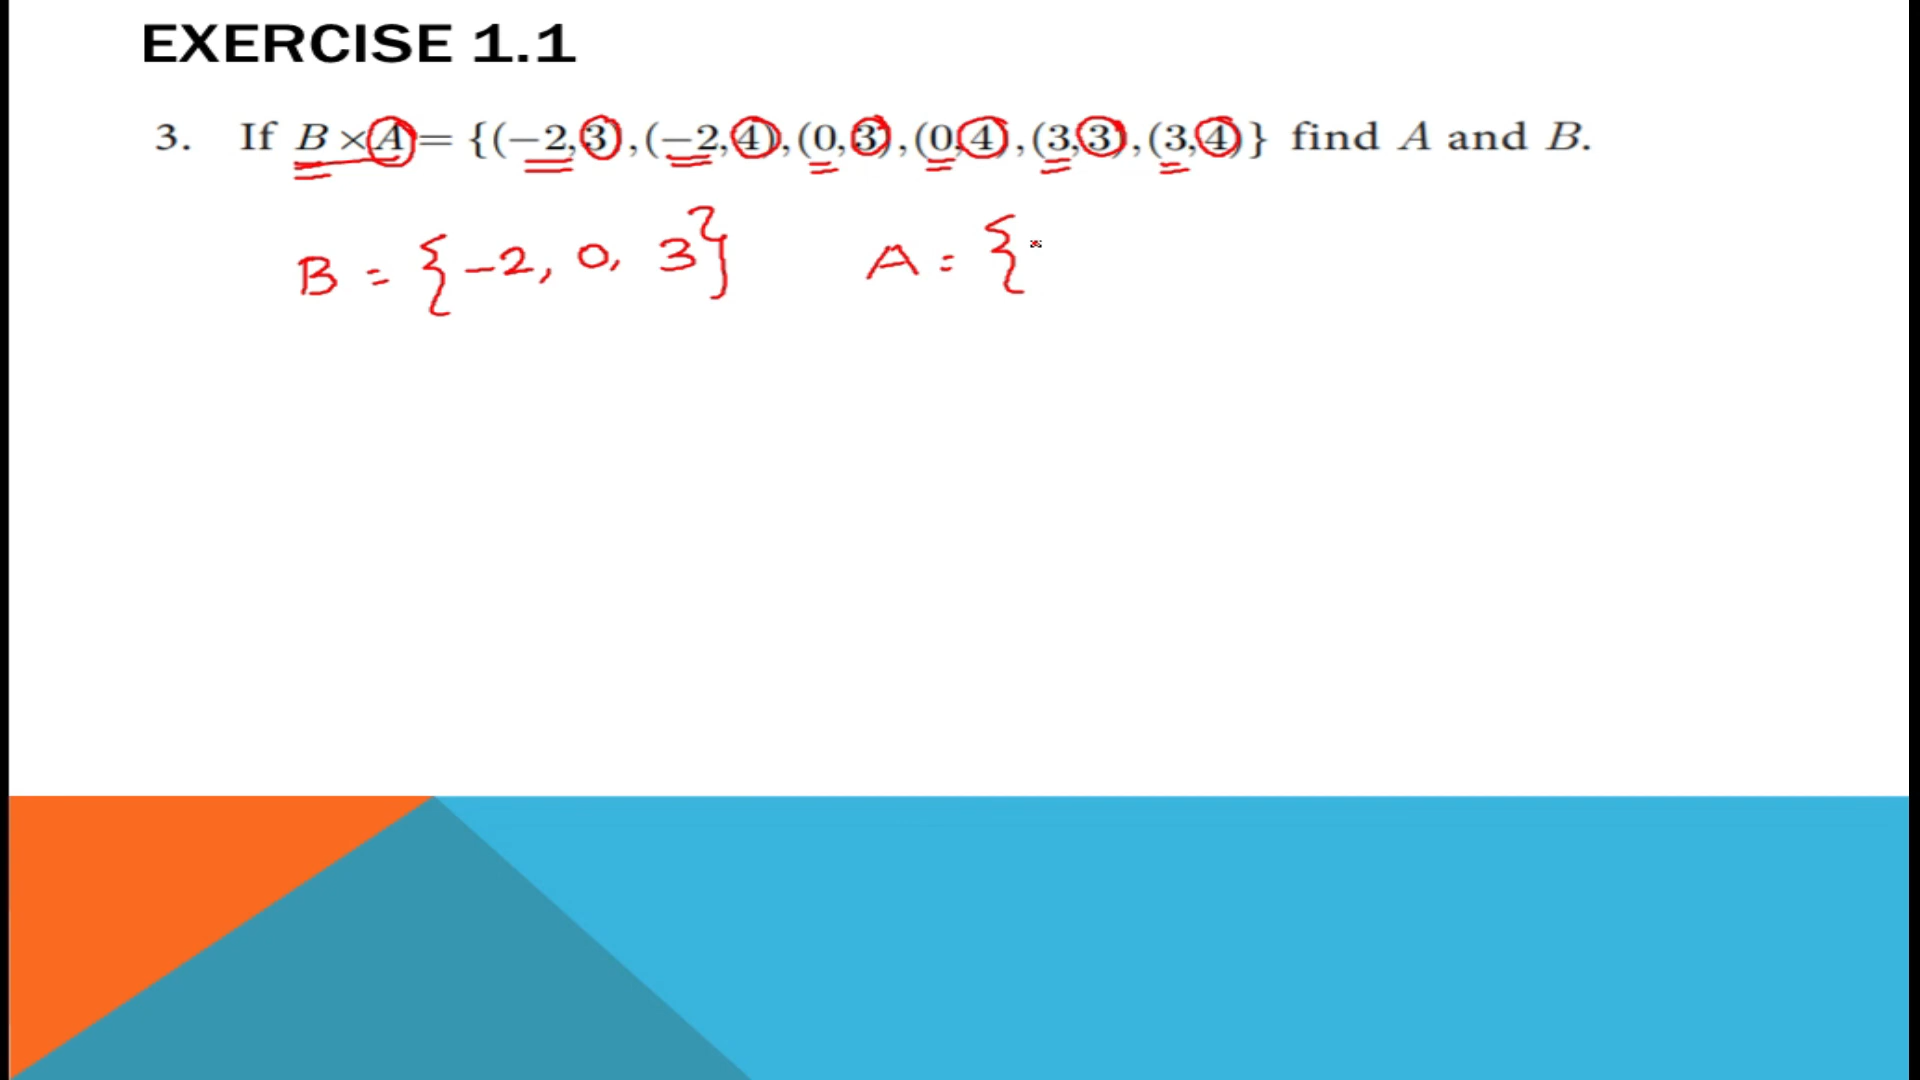 EXERCISE 1.1
3. If B × A = {(−2,3),(−2,4),(0,3),(0,4),(3,3),(3,4)} find A and B.
B = {−2, 0, 3} A = {